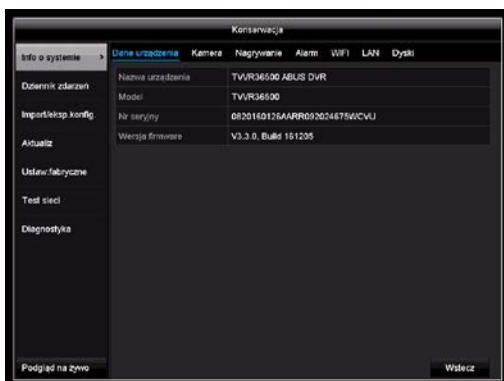 Konserwacja
Info o systemie >
Dziennik zdarzeń
Import/eksp.konfig.
Aktualiz
Ustaw.fabryczne
Test sieci
Diagnostyka
Dane urządzenia Kamera Nagrywanie Alarm WIFI LAN Dyski
Nazwa urządzenia TVVR36500 ABUS DVR
Model TVVR36500
Nr seryjny 0820160126AARR092024675WCVU
Wersja firmware V3.3.0, Build 161205
Podgląd na żywo
Wstecz